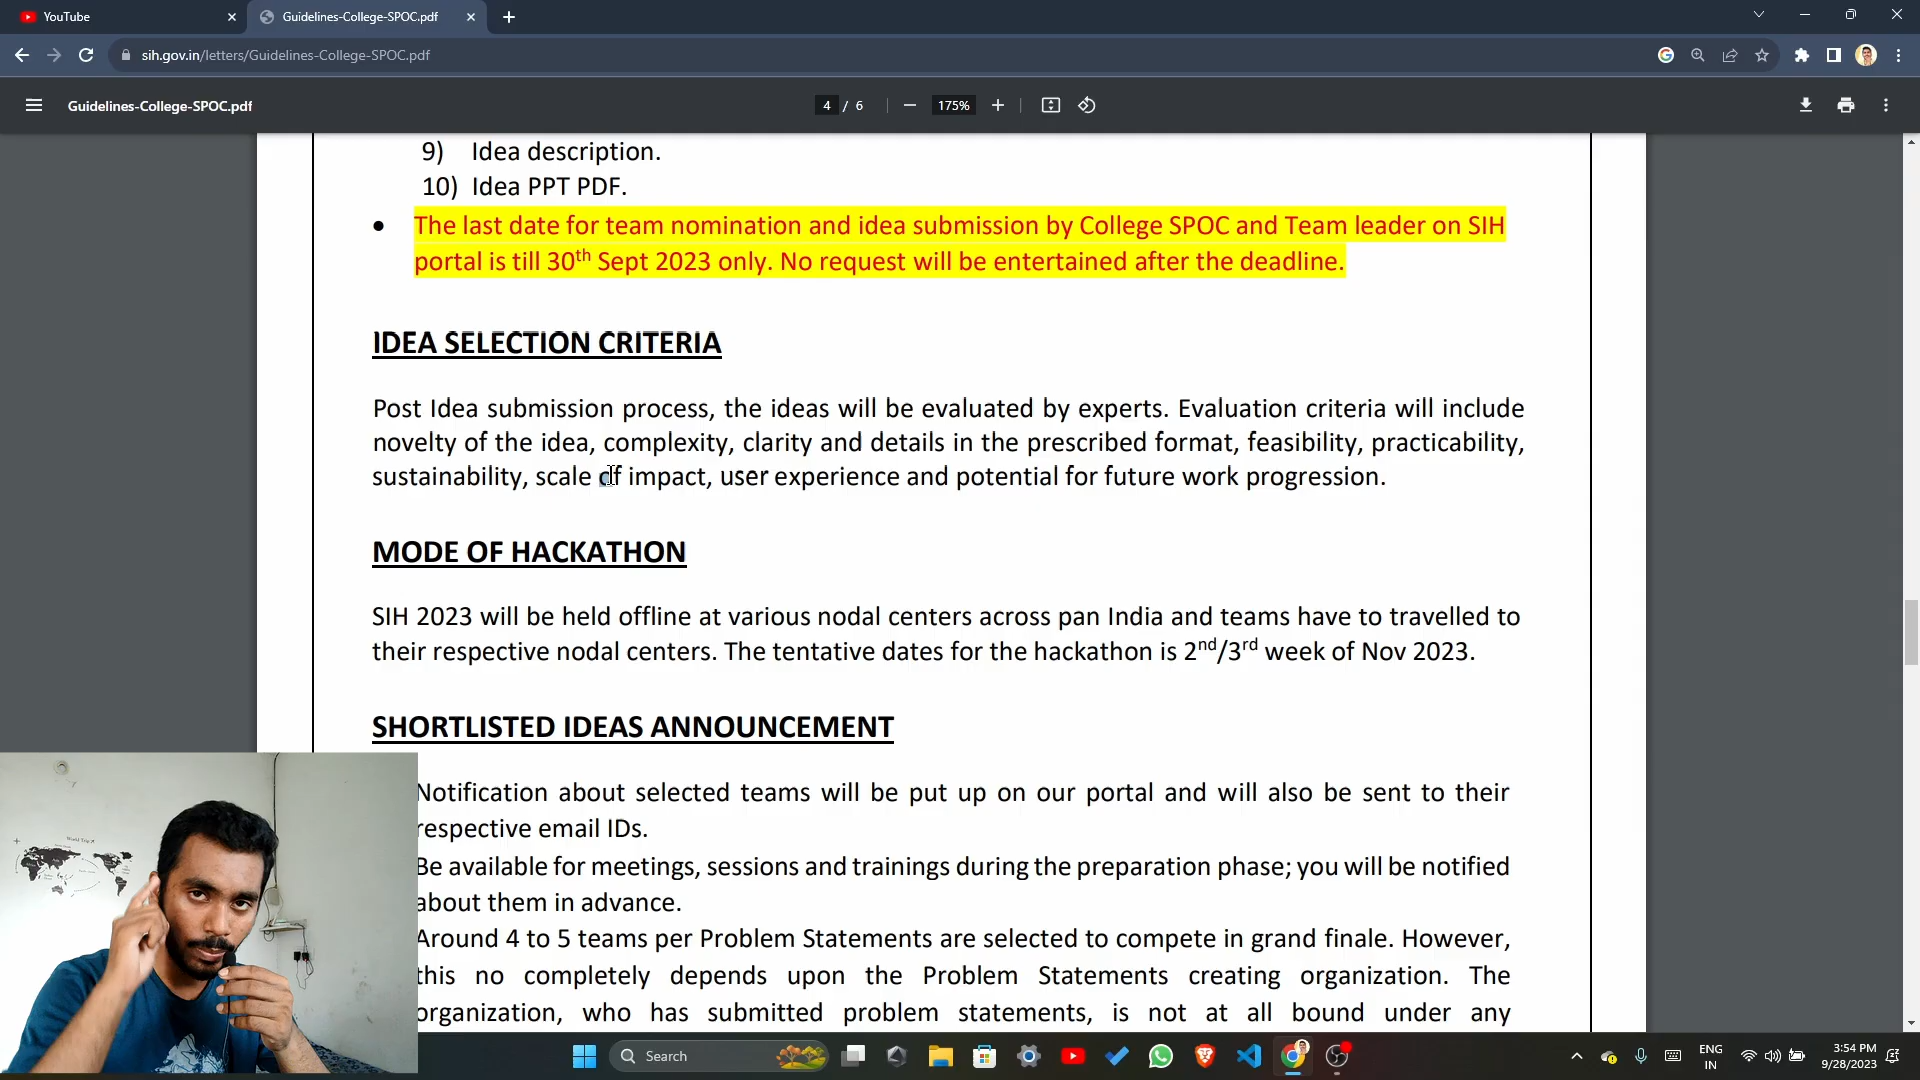 YouTube
Guidelines-College-SPOC.pdf
sih.gov.in/letters/Guidelines-College-SPOC.pdf
Guidelines-College-SPOC.pdf
4 / 6
175%
9) Idea description.
10) Idea PPT PDF.
• The last date for team nomination and idea submission by College SPOC and Team leader on SIH
portal is till 30th Sept 2023 only. No request will be entertained after the deadline.
IDEA SELECTION CRITERIA
Post Idea submission process, the ideas will be evaluated by experts. Evaluation criteria will include
novelty of the idea, complexity, clarity and details in the prescribed format, feasibility, practicability,
sustainability, scale of impact, user experience and potential for future work progression.
MODE OF HACKATHON
SIH 2023 will be held offline at various nodal centers across pan India and teams have to travelled to
their respective nodal centers. The tentative dates for the hackathon is 2nd/3rd week of Nov 2023.
SHORTLISTED IDEAS ANNOUNCEMENT
Notification about selected teams will be put up on our portal and will also be sent to their
respective email IDs.
Be available for meetings, sessions and trainings during the preparation phase; you will be notified
about them in advance.
Around 4 to 5 teams per Problem Statements are selected to compete in grand finale. However,
this no completely depends upon the Problem Statements creating organization. The
organization, who has submitted problem statements, is not at all bound under any
Search
ENG
IN
3:54 PM
9/28/2023